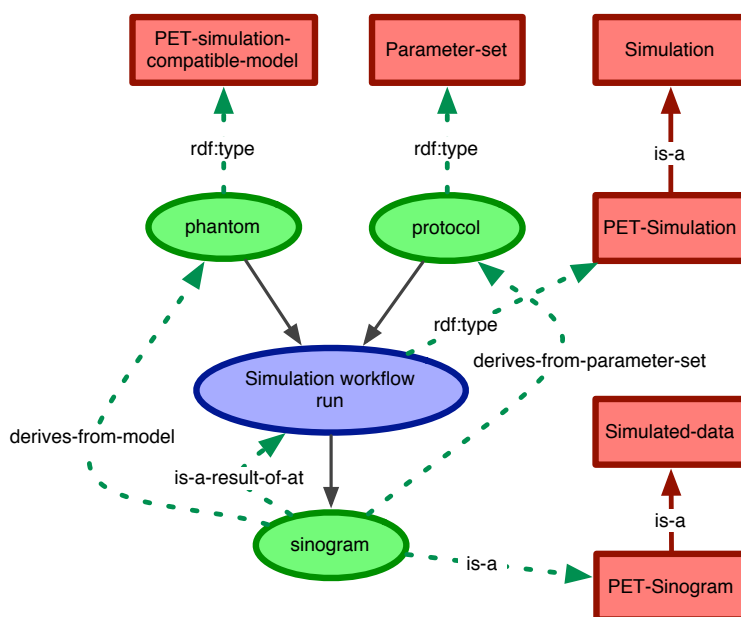 PET-simulation-
compatible-model
Parameter-set
Simulation
rdf:type
rdf:type
is-a
phantom
protocol
PET-Simulation
rdf:type
derives-from-parameter-set
Simulation workflow
run
derives-from-model
Simulated-data
is-a-result-of-at
is-a
sinogram
is-a
PET-Sinogram